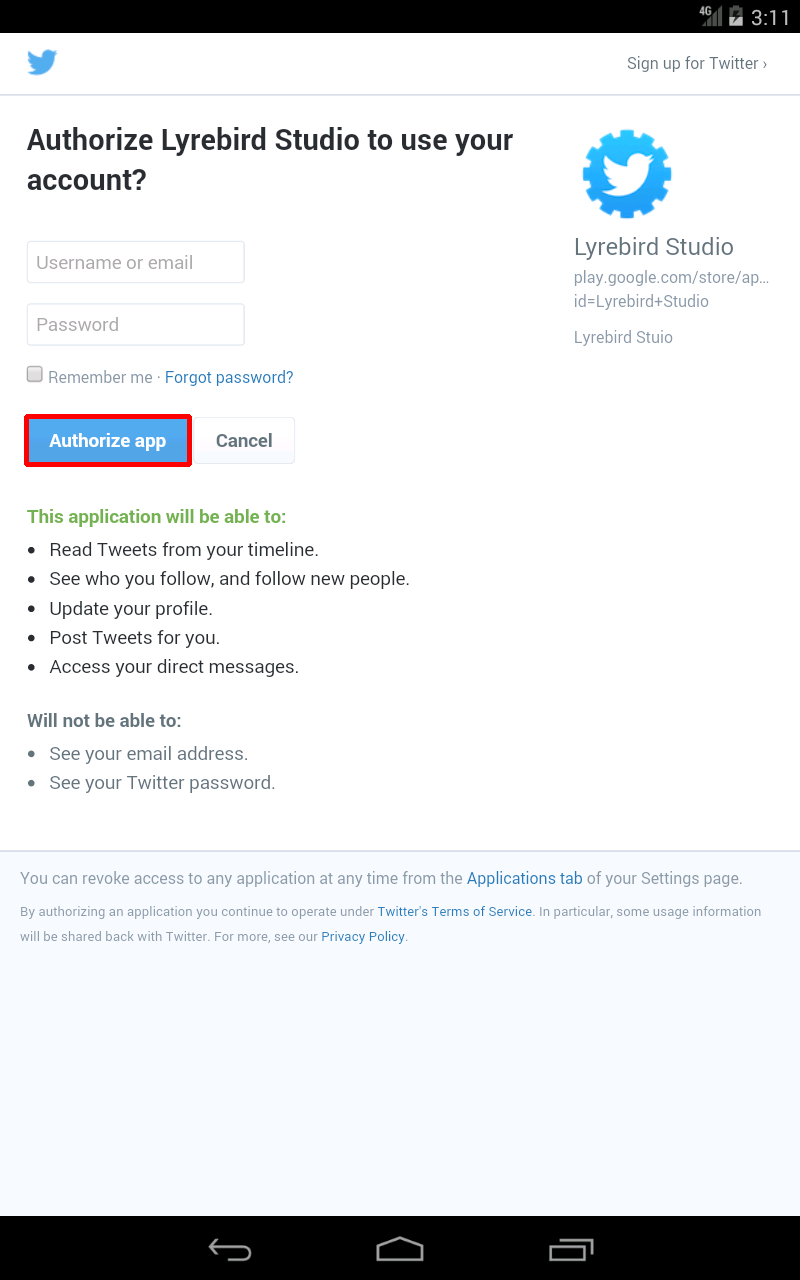 4G 3:11
Sign up for Twitter ›
Authorize Lyrebird Studio to use your
account?
Username or email
Password
Remember me · Forgot password?
Authorize app
Cancel
Lyrebird Studio
play.google.com/store/ap…
id=Lyrebird+Studio
Lyrebird Stuio
This application will be able to:
• Read Tweets from your timeline.
• See who you follow, and follow new people.
• Update your profile.
• Post Tweets for you.
• Access your direct messages.
Will not be able to:
• See your email address.
• See your Twitter password.
You can revoke access to any application at any time from the Applications tab of your Settings page.
By authorizing an application you continue to operate under Twitter's Terms of Service. In particular, some usage information
will be shared back with Twitter. For more, see our Privacy Policy.